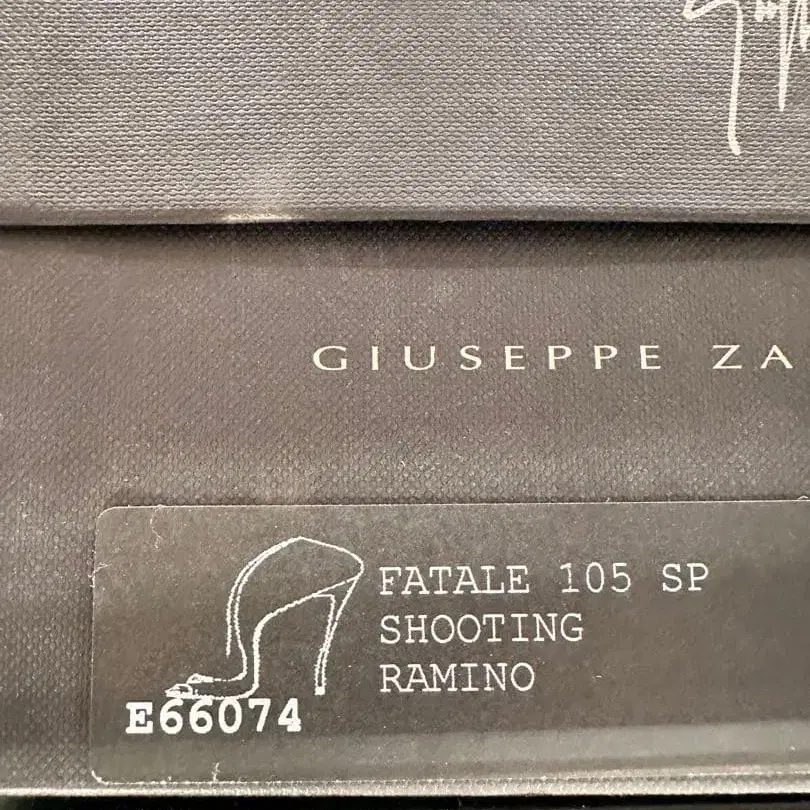 GIUSEPPE ZA
FATALE 105 SP
SHOOTING
RAMINO
E66074